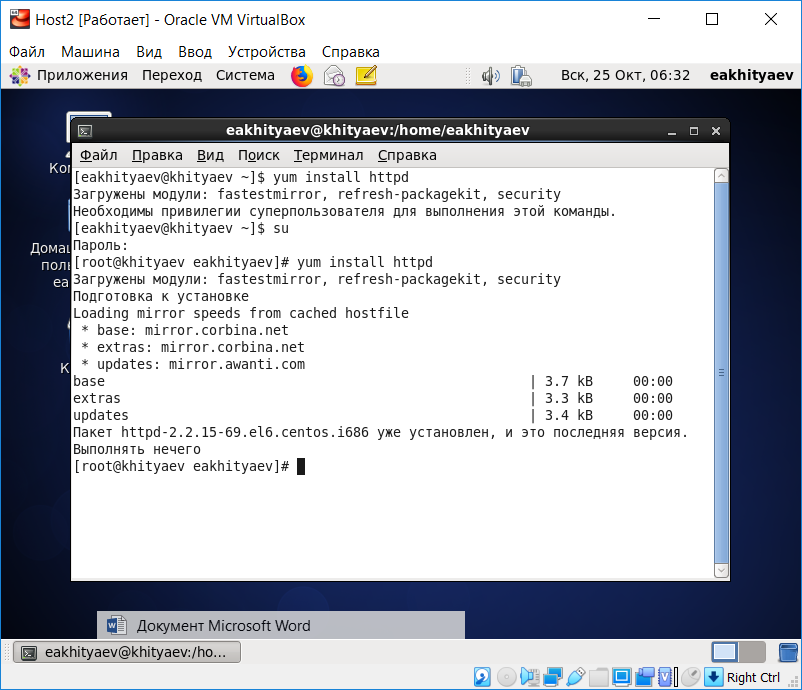 Host2 [Работает] - Oracle VM VirtualBox
Файл Машина Вид Ввод Устройства Справка
Приложения Переход Система Вск, 25 Окт, 06:32 eakhityaev
eakhityaev@khityaev:/home/eakhityaev
Файл Правка Вид Поиск Терминал Справка
[eakhityaev@khityaev ~]$ yum install httpd
Загружены модули: fastestmirror, refresh-packagekit, security
Необходимы привилегии суперпользователя для выполнения этой команды.
[eakhityaev@khityaev ~]$ su
Пароль:
[root@khityaev eakhityaev]# yum install httpd
Загружены модули: fastestmirror, refresh-packagekit, security
Подготовка к установке
Loading mirror speeds from cached hostfile
* base: mirror.corbina.net
* extras: mirror.corbina.net
* updates: mirror.awanti.com
base | 3.7 kB 00:00
extras | 3.3 kB 00:00
updates | 3.4 kB 00:00
Пакет httpd-2.2.15-69.el6.centos.i686 уже установлен, и это последняя версия.
Выполнять нечего
[root@khityaev eakhityaev]#
Документ Microsoft Word
eakhityaev@khityaev:/ho...
Right Ctrl